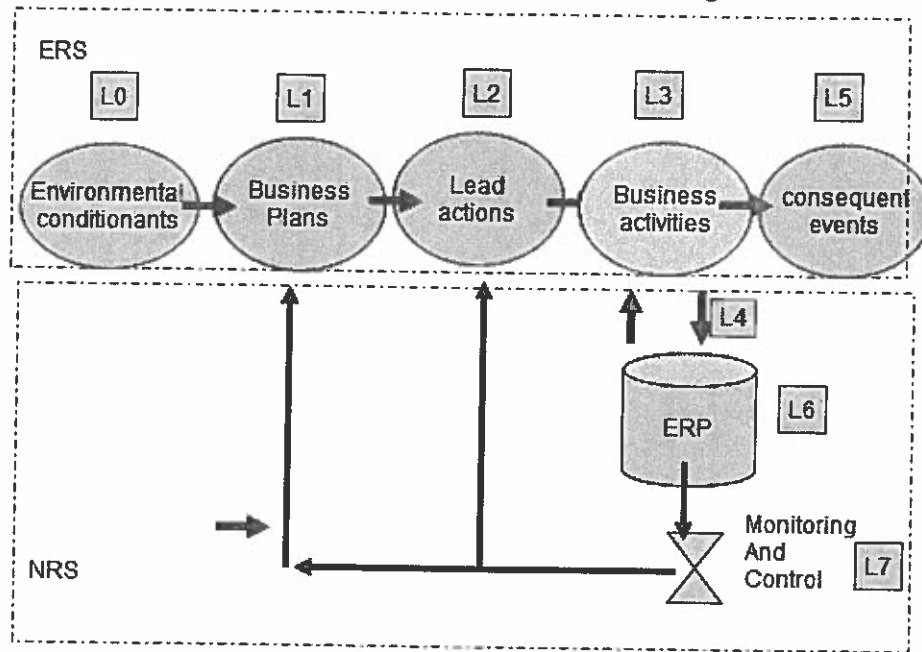 ERS
L0
L1
L2
L3
L5
Environmental
conditionants
Business
Plans
Lead
actions
Business
activities
consequent
events
L4
ERP
L6
Monitoring
And
Control
L7
NRS